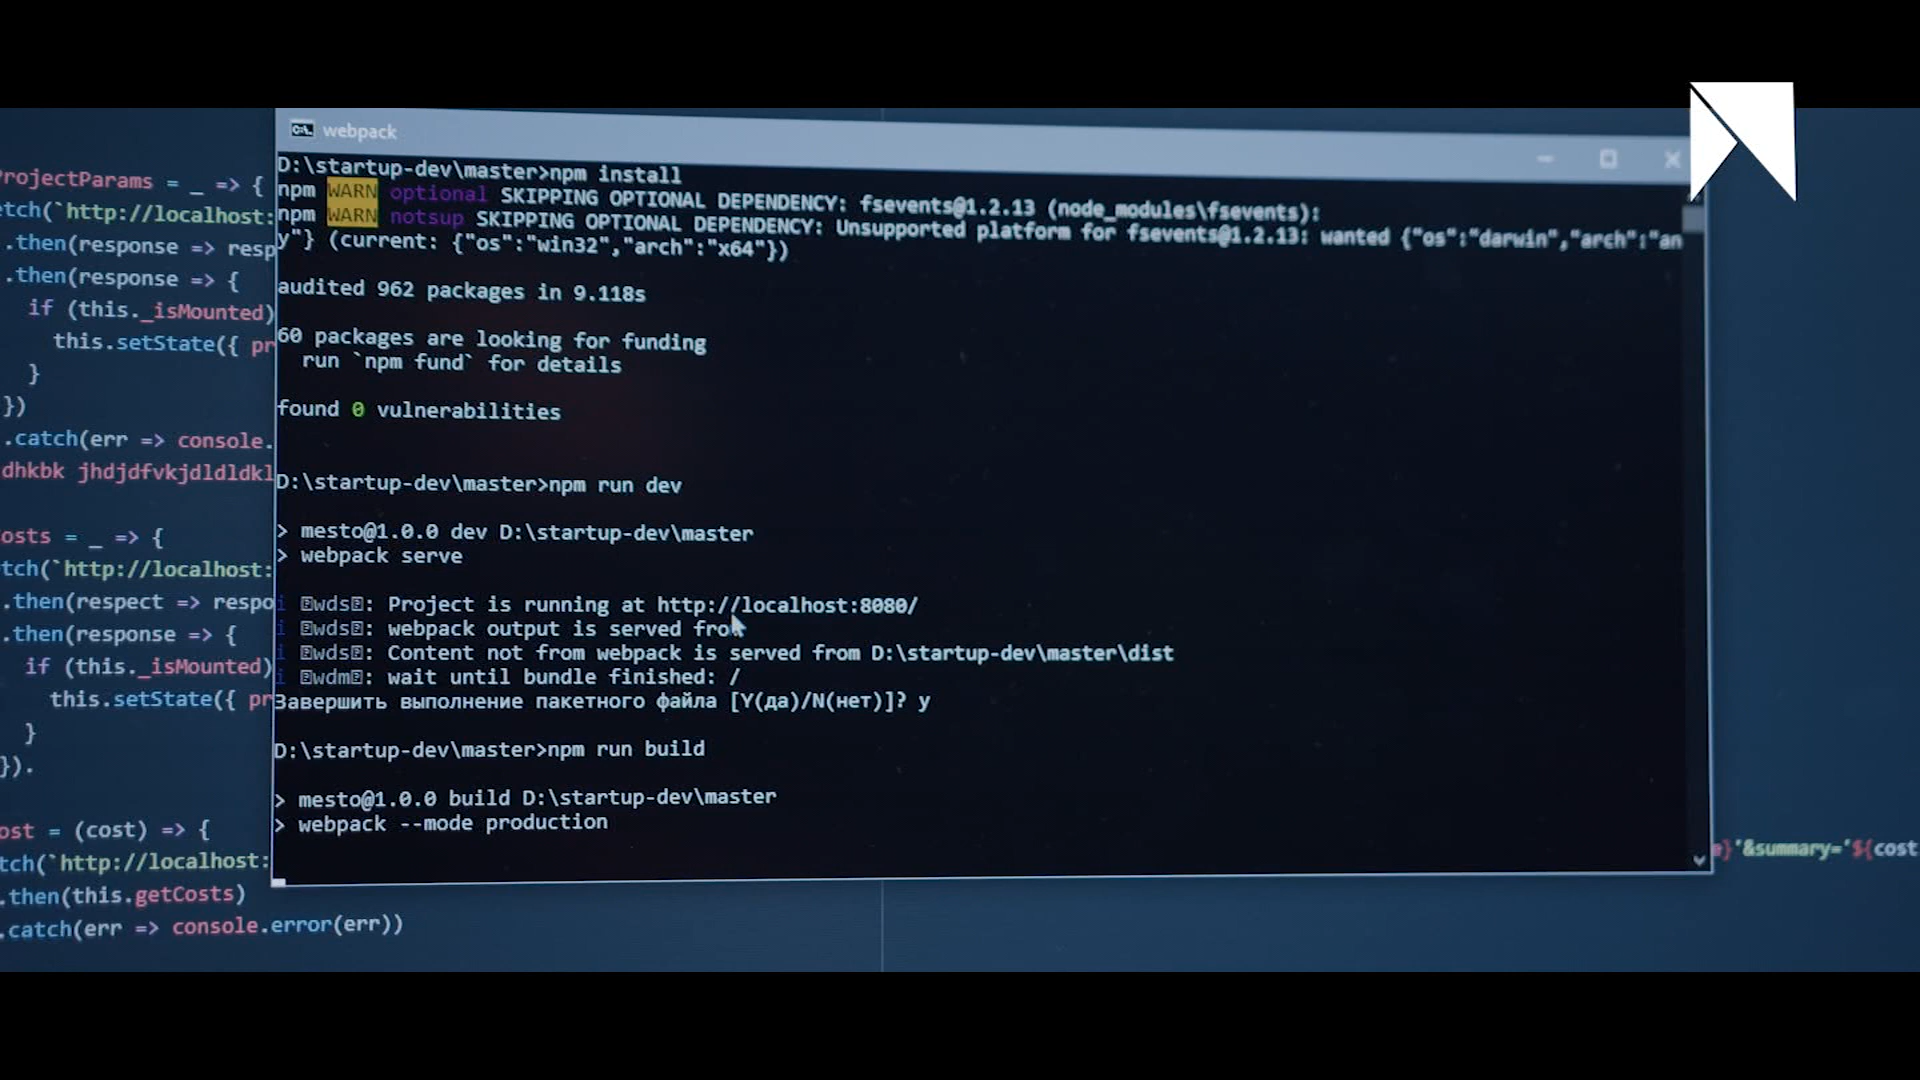 webpack
D:\startup-dev\master>npm install
npm WARN optional SKIPPING OPTIONAL DEPENDENCY: fsevents@1.2.13 (node_modules\fsevents):
npm WARN notsup SKIPPING OPTIONAL DEPENDENCY: Unsupported platform for fsevents@1.2.13: wanted {"os":"darwin","arch":"an
y"} (current: {"os":"win32","arch":"x64"})
audited 962 packages in 9.118s
60 packages are looking for funding
run `npm fund` for details
found 0 vulnerabilities
D:\startup-dev\master>npm run dev
> mesto@1.0.0 dev D:\startup-dev\master
> webpack serve
i wds: Project is running at http://localhost:8080/
i wds: webpack output is served from
i wds: Content not from webpack is served from D:\startup-dev\master\dist
i wdm: wait until bundle finished: /
Завершить выполнение пакетного файла [Y(да)/N(нет)]? y
D:\startup-dev\master>npm run build
> mesto@1.0.0 build D:\startup-dev\master
> webpack --mode production
rojectParams = _ => {
etch(`http://localhost:
.then(response => resp
.then(response => {
if (this._isMounted)
this.setState({ pr
}
})
.catch(err => console.
dhkbk jhdjdfvkjdldldkl
osts = _ => {
tch(`http://localhost:
.then(respect => respo
.then(response => {
if (this._isMounted)
this.setState({ pr
}
}).
ost = (cost) => {
tch(`http://localhost:
.then(this.getCosts)
.catch(err => console.error(err))
}'&summary='${cost